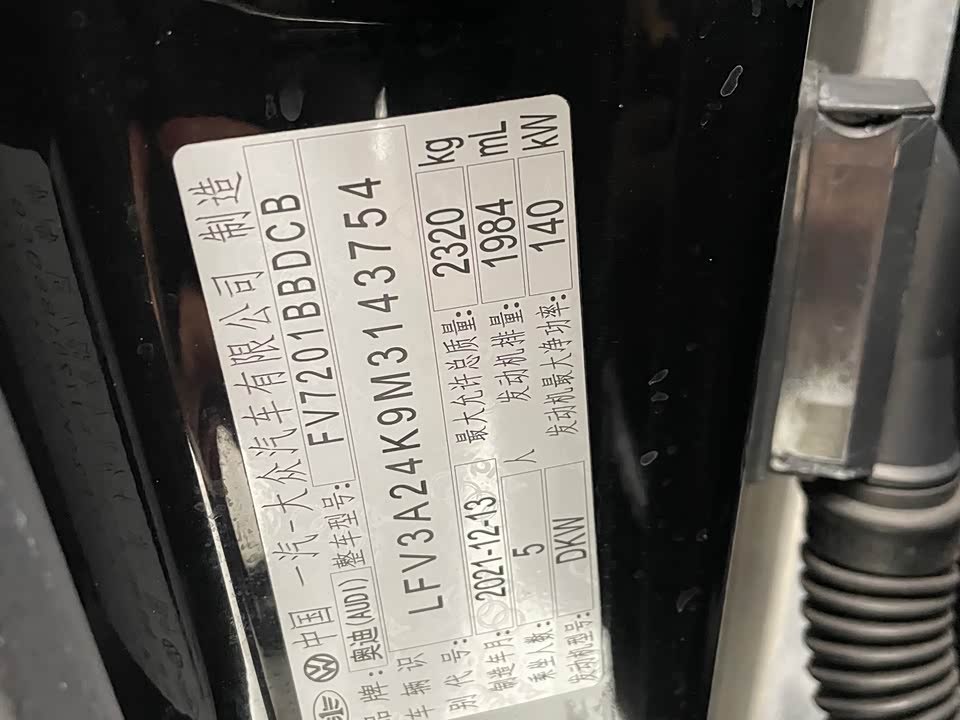 中国 一汽-大众汽车有限公司 制造
品牌: 奥迪(AUDI) 整车型号: FV7201BBDCB
车辆识别代号: LFV3A24K9M3143754
制造年月: 2021-12-13 最大允许总质量: 2320 kg
乘坐人数: 5 人 发动机排量: 1984 mL
发动机型号: DKW 发动机最大净功率: 140 kW